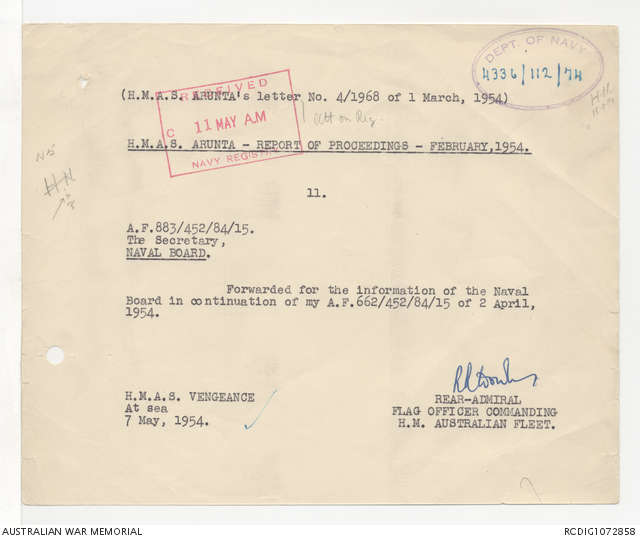 DEPT. OF NAVY
4336/112/74
(H.M.A.S. ARUNTA's letter No. 4/1968 of 1 March, 1954)
RECEIVED
C 11 MAY A.M
NAVY REGISTRY
Att on Reg.
H.M.A.S. ARUNTA - REPORT OF PROCEEDINGS - FEBRUARY,1954.
11.
A.F.883/452/84/15.
The Secretary,
NAVAL BOARD.
Forwarded for the information of the Naval
Board in continuation of my A.F.662/452/84/15 of 2 April,
1954.
H.M.A.S. VENGEANCE
At sea
7 May, 1954.
REAR-ADMIRAL
FLAG OFFICER COMMANDING
H.M. AUSTRALIAN FLEET.
AUSTRALIAN WAR MEMORIAL
RCDIG1072858